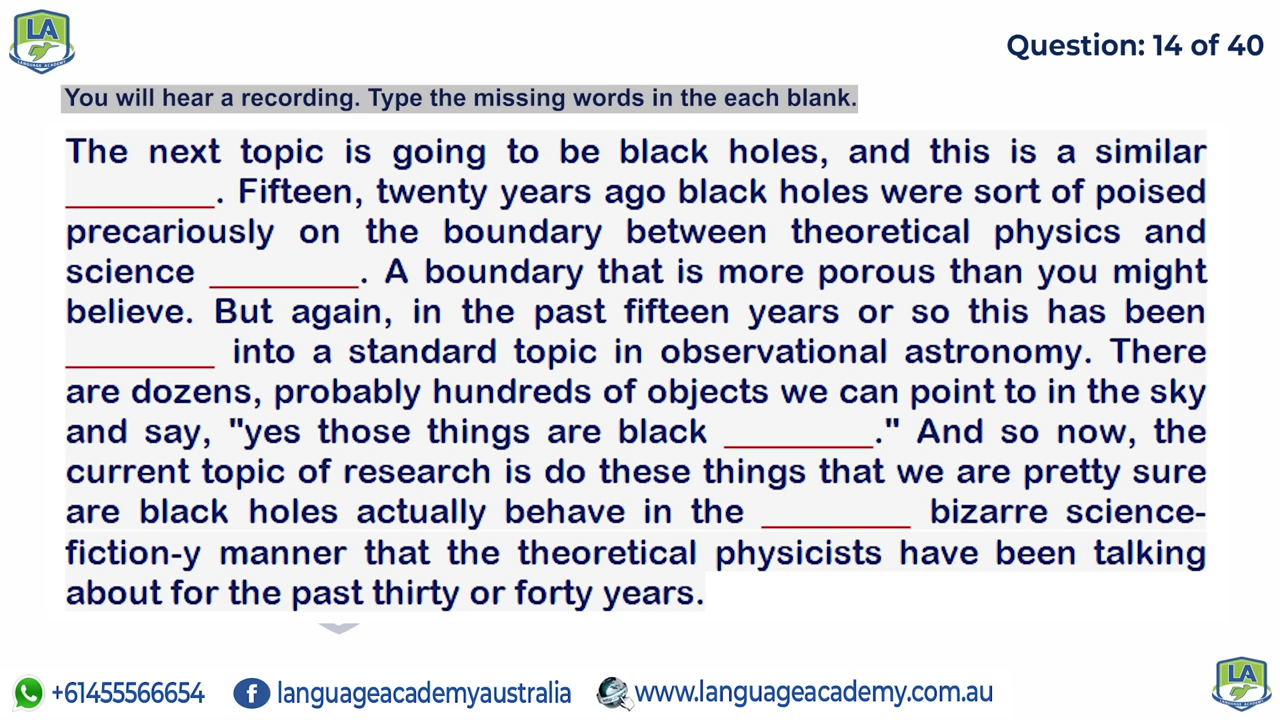 LA
LANGUAGE ACADEMY
Question: 14 of 40
You will hear a recording. Type the missing words in the each blank.
The next topic is going to be black holes, and this is a similar
_________. Fifteen, twenty years ago black holes were sort of poised
precariously on the boundary between theoretical physics and
science _________. A boundary that is more porous than you might
believe. But again, in the past fifteen years or so this has been
_________ into a standard topic in observational astronomy. There
are dozens, probably hundreds of objects we can point to in the sky
and say, "yes those things are black _________." And so now, the
current topic of research is do these things that we are pretty sure
are black holes actually behave in the _________ bizarre science-
fiction-y manner that the theoretical physicists have been talking
about for the past thirty or forty years.
+61455566654 languageacademyaustralia www.languageacademy.com.au
LA
LANGUAGE ACADEMY